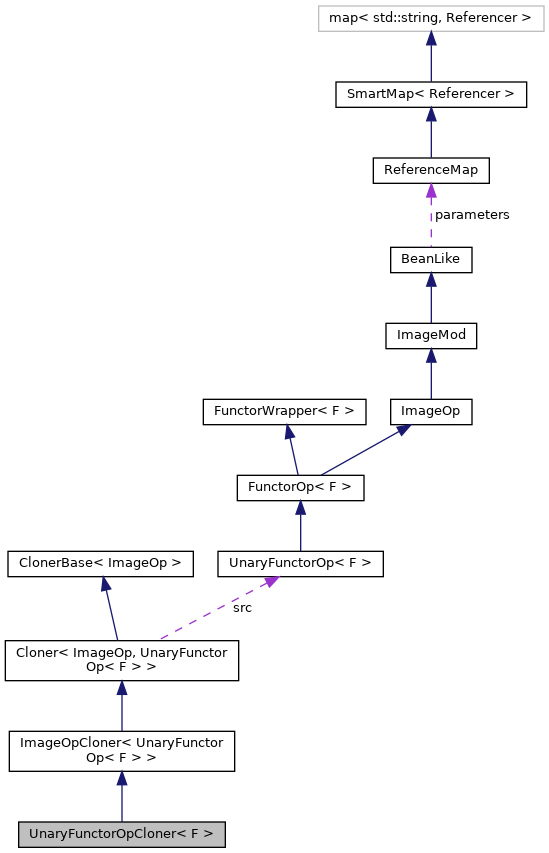 map< std::string, Referencer >
SmartMap< Referencer >
ReferenceMap
parameters
BeanLike
ImageMod
FunctorWrapper< F >
ImageOp
FunctorOp< F >
ClonerBase< ImageOp >
UnaryFunctorOp< F >
src
Cloner< ImageOp, UnaryFunctor
Op< F > >
ImageOpCloner< UnaryFunctor
Op< F > >
UnaryFunctorOpCloner< F >